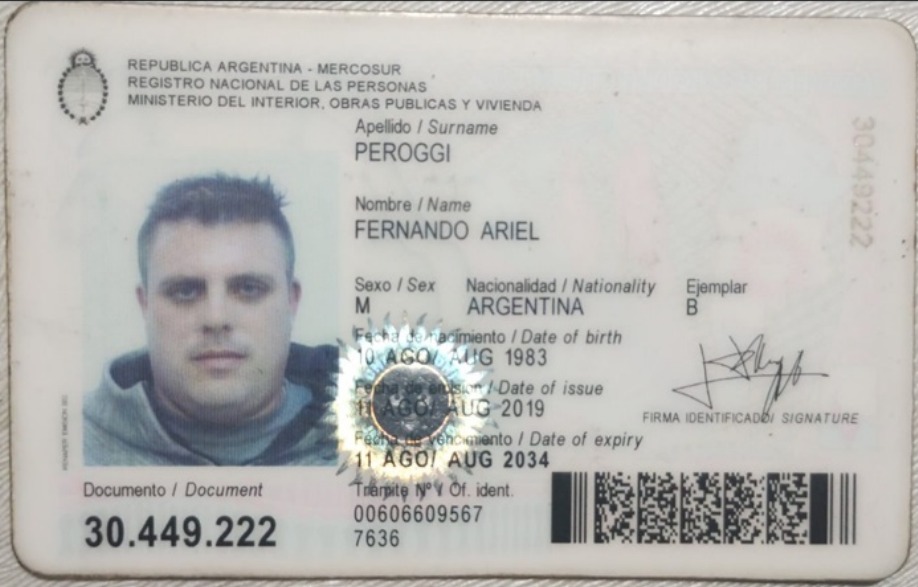 REPUBLICA ARGENTINA - MERCOSUR
REGISTRO NACIONAL DE LAS PERSONAS
MINISTERIO DEL INTERIOR, OBRAS PUBLICAS Y VIVIENDA
Apellido / Surname
PEROGGI
Nombre / Name
FERNANDO ARIEL
Sexo / Sex Nacionalidad / Nationality Ejemplar
M ARGENTINA B
Fecha de nacimiento / Date of birth
10 AGO/ AUG 1983
Fecha de emisión / Date of issue
11 AGO/ AUG 2019
Fecha de vencimiento / Date of expiry
11 AGO/ AUG 2034
FIRMA IDENTIFICADO/ SIGNATURE
Documento / Document
30.449.222
Trámite Nº / Of. ident.
00606609567
7636
30449222